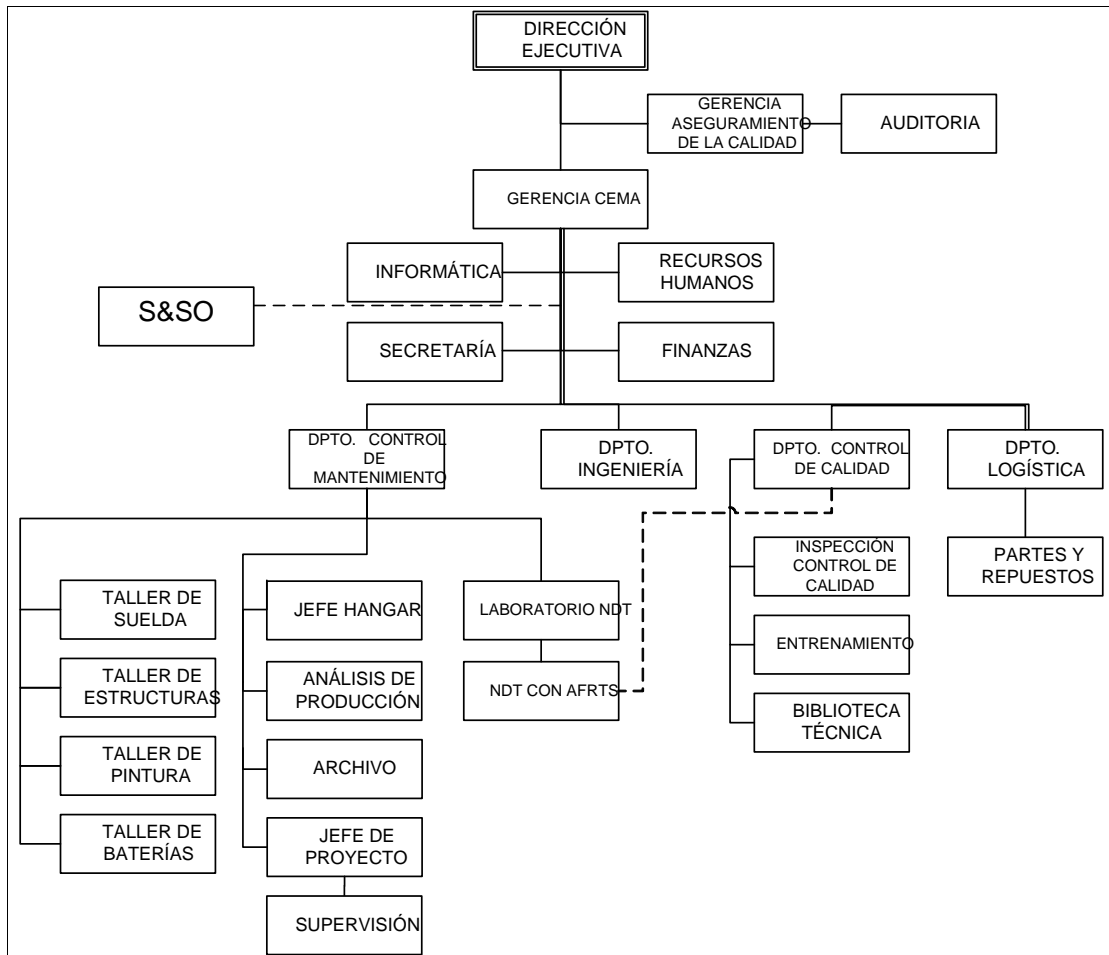 DIRECCIÓN
EJECUTIVA
GERENCIA
ASEGURAMIENTO
DE LA CALIDAD
AUDITORIA
GERENCIA CEMA
INFORMÁTICA
RECURSOS
HUMANOS
S&SO
SECRETARÍA
FINANZAS
DPTO. CONTROL
DE
MANTENIMIENTO
DPTO.
INGENIERÍA
DPTO. CONTROL
DE CALIDAD
DPTO.
LOGÍSTICA
TALLER DE
SUELDA
TALLER DE
ESTRUCTURAS
TALLER DE
PINTURA
TALLER DE
BATERÍAS
JEFE HANGAR
ANÁLISIS DE
PRODUCCIÓN
ARCHIVO
JEFE DE
PROYECTO
SUPERVISIÓN
LABORATORIO NDT
NDT CON AFRTS
INSPECCIÓN
CONTROL DE
CALIDAD
ENTRENAMIENTO
BIBLIOTECA
TÉCNICA
PARTES Y
REPUESTOS